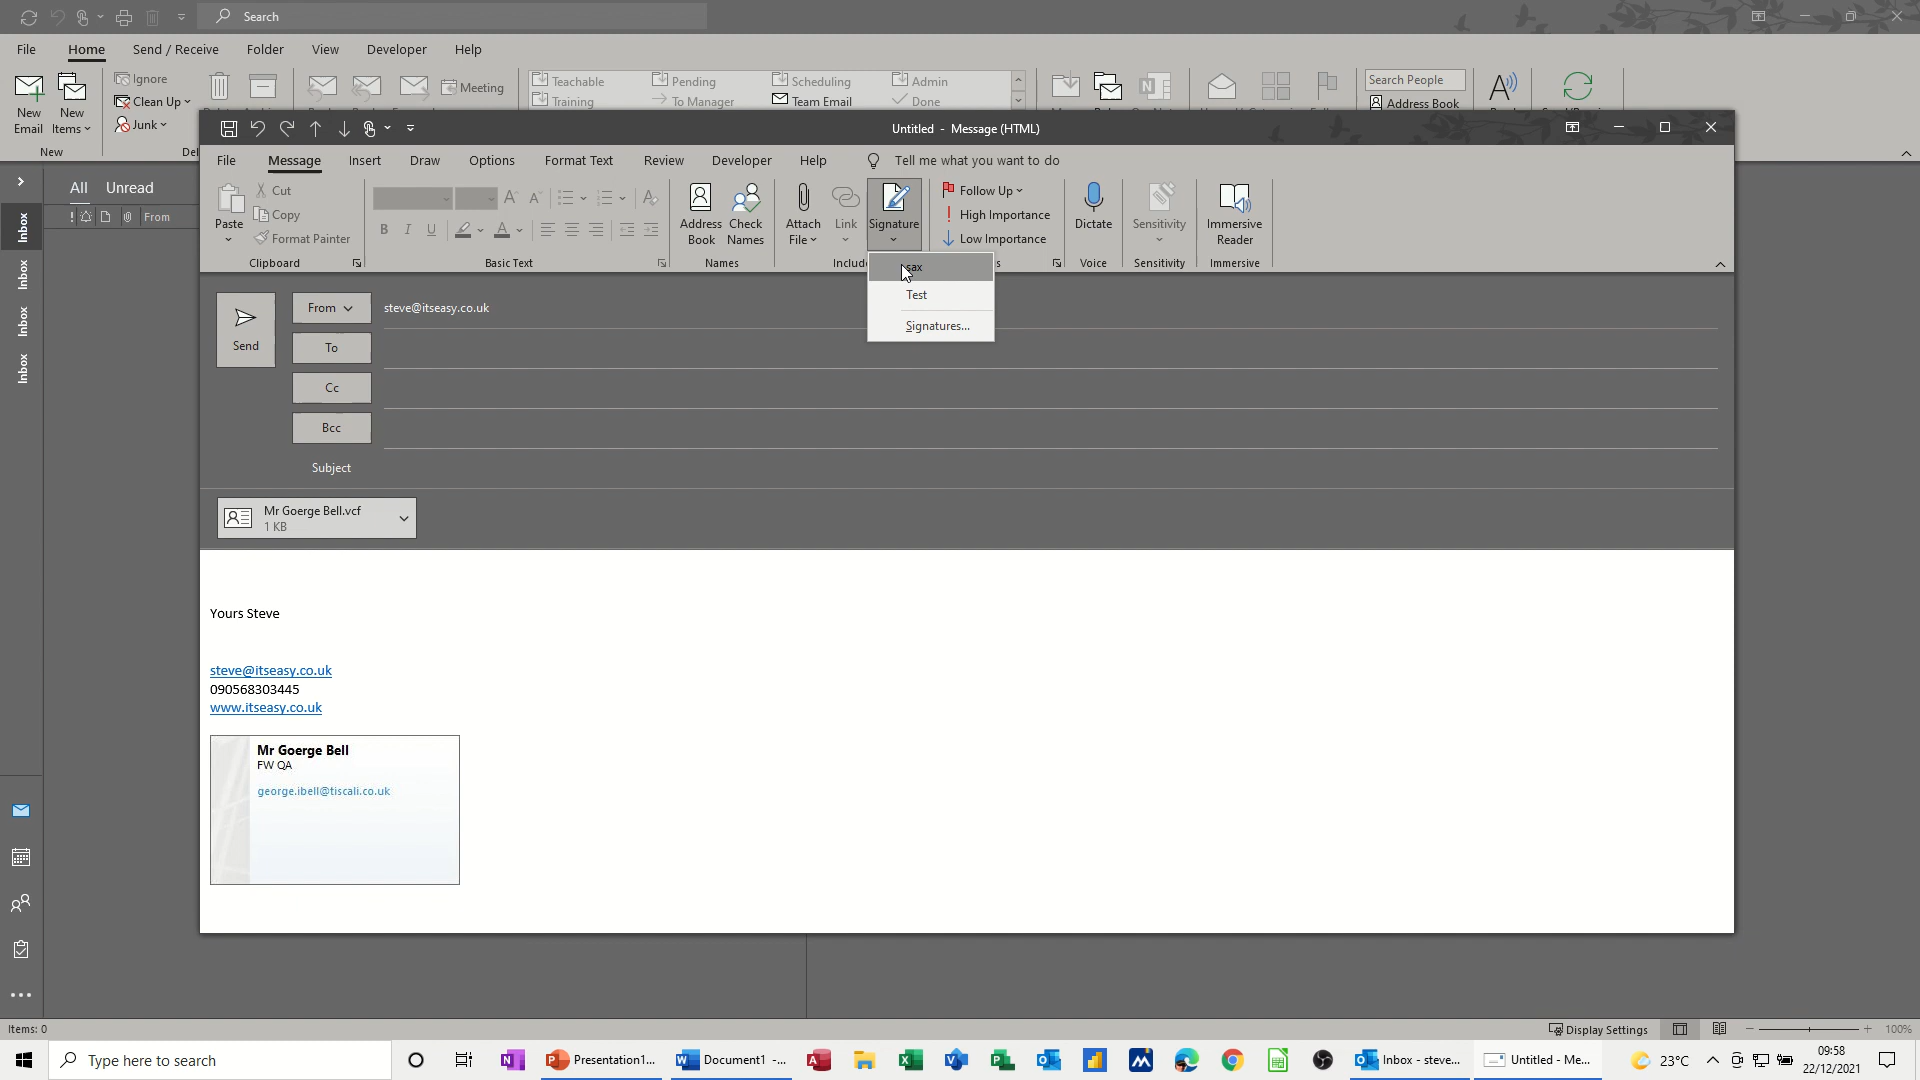 Search
File Home Send / Receive Folder View Developer Help
New Email
New Items
Ignore
Clean Up
Junk
Meeting
Teachable
Training
Pending
To Manager
Scheduling
Team Email
Admin
Done
Search People
Address Book
New
All Unread
! From
Inbox
Inbox
Inbox
Inbox
Untitled - Message (HTML)
File Message Insert Draw Options Format Text Review Developer Help Tell me what you want to do
Paste
Cut
Copy
Format Painter
Clipboard
B I U
Basic Text
Address Book
Check Names
Names
Attach File
Link
Signature
Follow Up
High Importance
Low Importance
Dictate
Voice
Sensitivity
Sensitivity
Immersive Reader
Immersive
Test
Signatures...
Send
From
steve@itseasy.co.uk
To
Cc
Bcc
Subject
Mr Goerge Bell.vcf
1 KB
Yours Steve
steve@itseasy.co.uk
090568303445
www.itseasy.co.uk
Mr Goerge Bell
FW QA
george.ibell@tiscali.co.uk
Items: 0
Display Settings
100%
Type here to search
Presentation1...
Document1 -...
Inbox - steve...
Untitled - Me...
23°C
09:58
22/12/2021